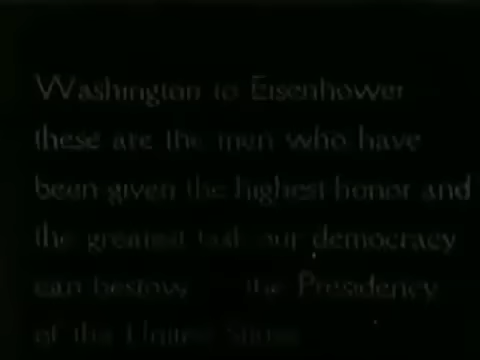 Washington to Eisenhower
these are the men who have
been given the highest honor and
the greatest task our democracy
can bestow, the Presidency
of the United States